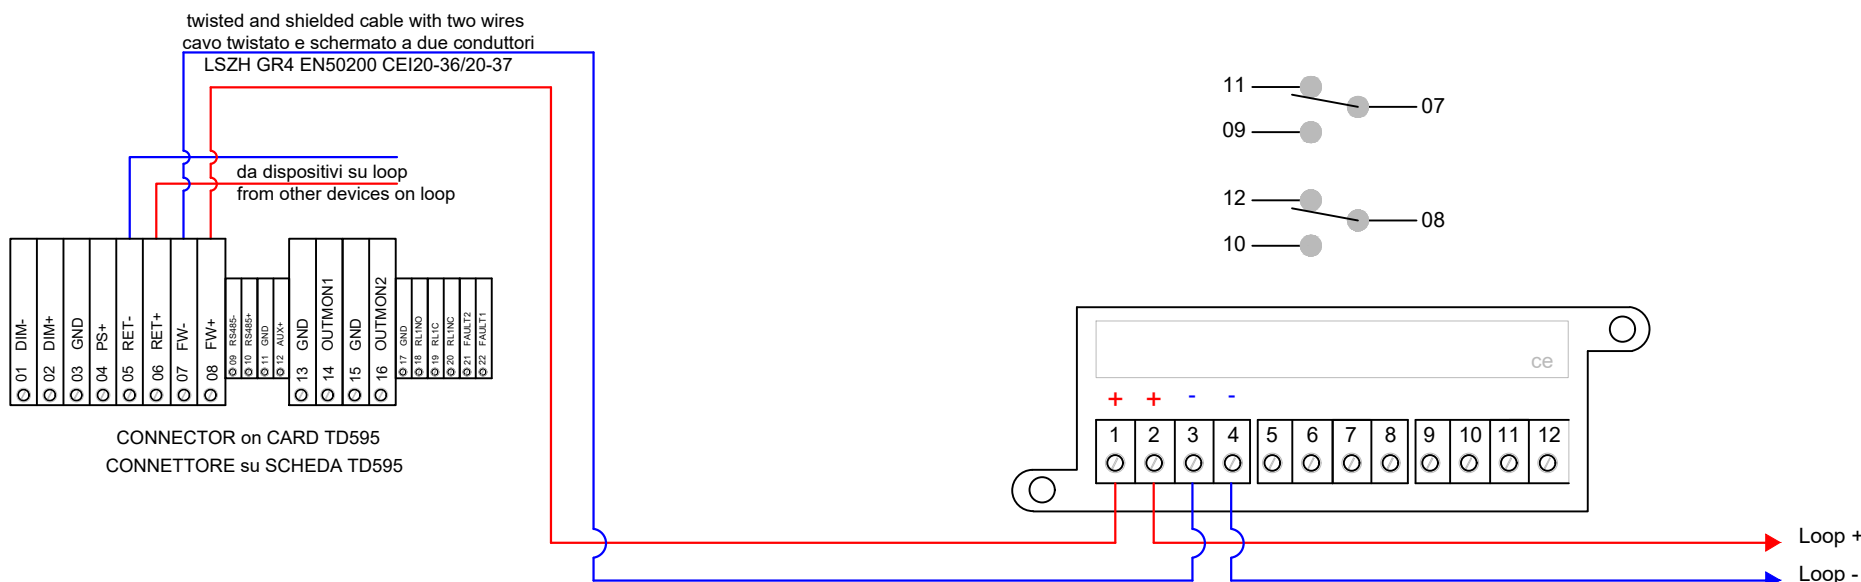 twisted and shielded cable with two wires
cavo twistato e schermato a due conduttori
LSZH GR4 EN50200 CEI20-36/20-37
da dispositivi su loop
from other devices on loop
01 DIM-
02 DIM+
03 GND
04 PS+
05 RET-
06 RET+
07 FW-
08 FW+
09 RS485-
10 RS485+
11 GND
12 AUX+
13 GND
14 OUTMON1
15 GND
16 OUTMON2
17 GND
18 RL1NO
19 RL1C
20 RL1NC
21 FAULT2
22 FAULT1
CONNECTOR on CARD TD595
CONNETTORE su SCHEDA TD595
11
07
09
12
08
10
ce
+ + - -
1 2 3 4 5 6 7 8 9 10 11 12
Loop +
Loop -